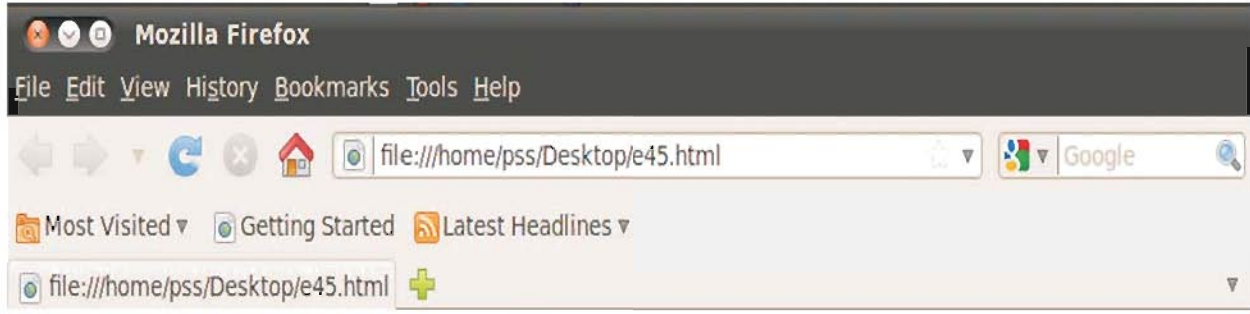 Mozilla Firefox
File Edit View History Bookmarks Tools Help
file:///home/pss/Desktop/e45.html Google
Most Visited Getting Started Latest Headlines
file:///home/pss/Desktop/e45.html